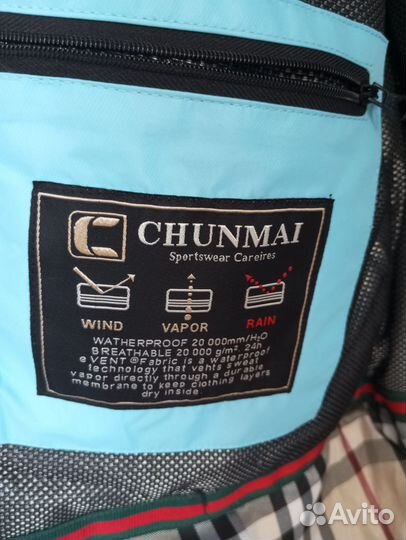 CHUNMAI
Sportswear Careires
WIND VAPOR RAIN
WATHERPROOF 20 000mm/H₂O
BREATHABLE 20 000 g/m². 24h
eVENT®Fabric is a waterproof
technology that vehts sweat
vapor directly through a durable
membrane to keep clothing layers
dry inside.
Avito